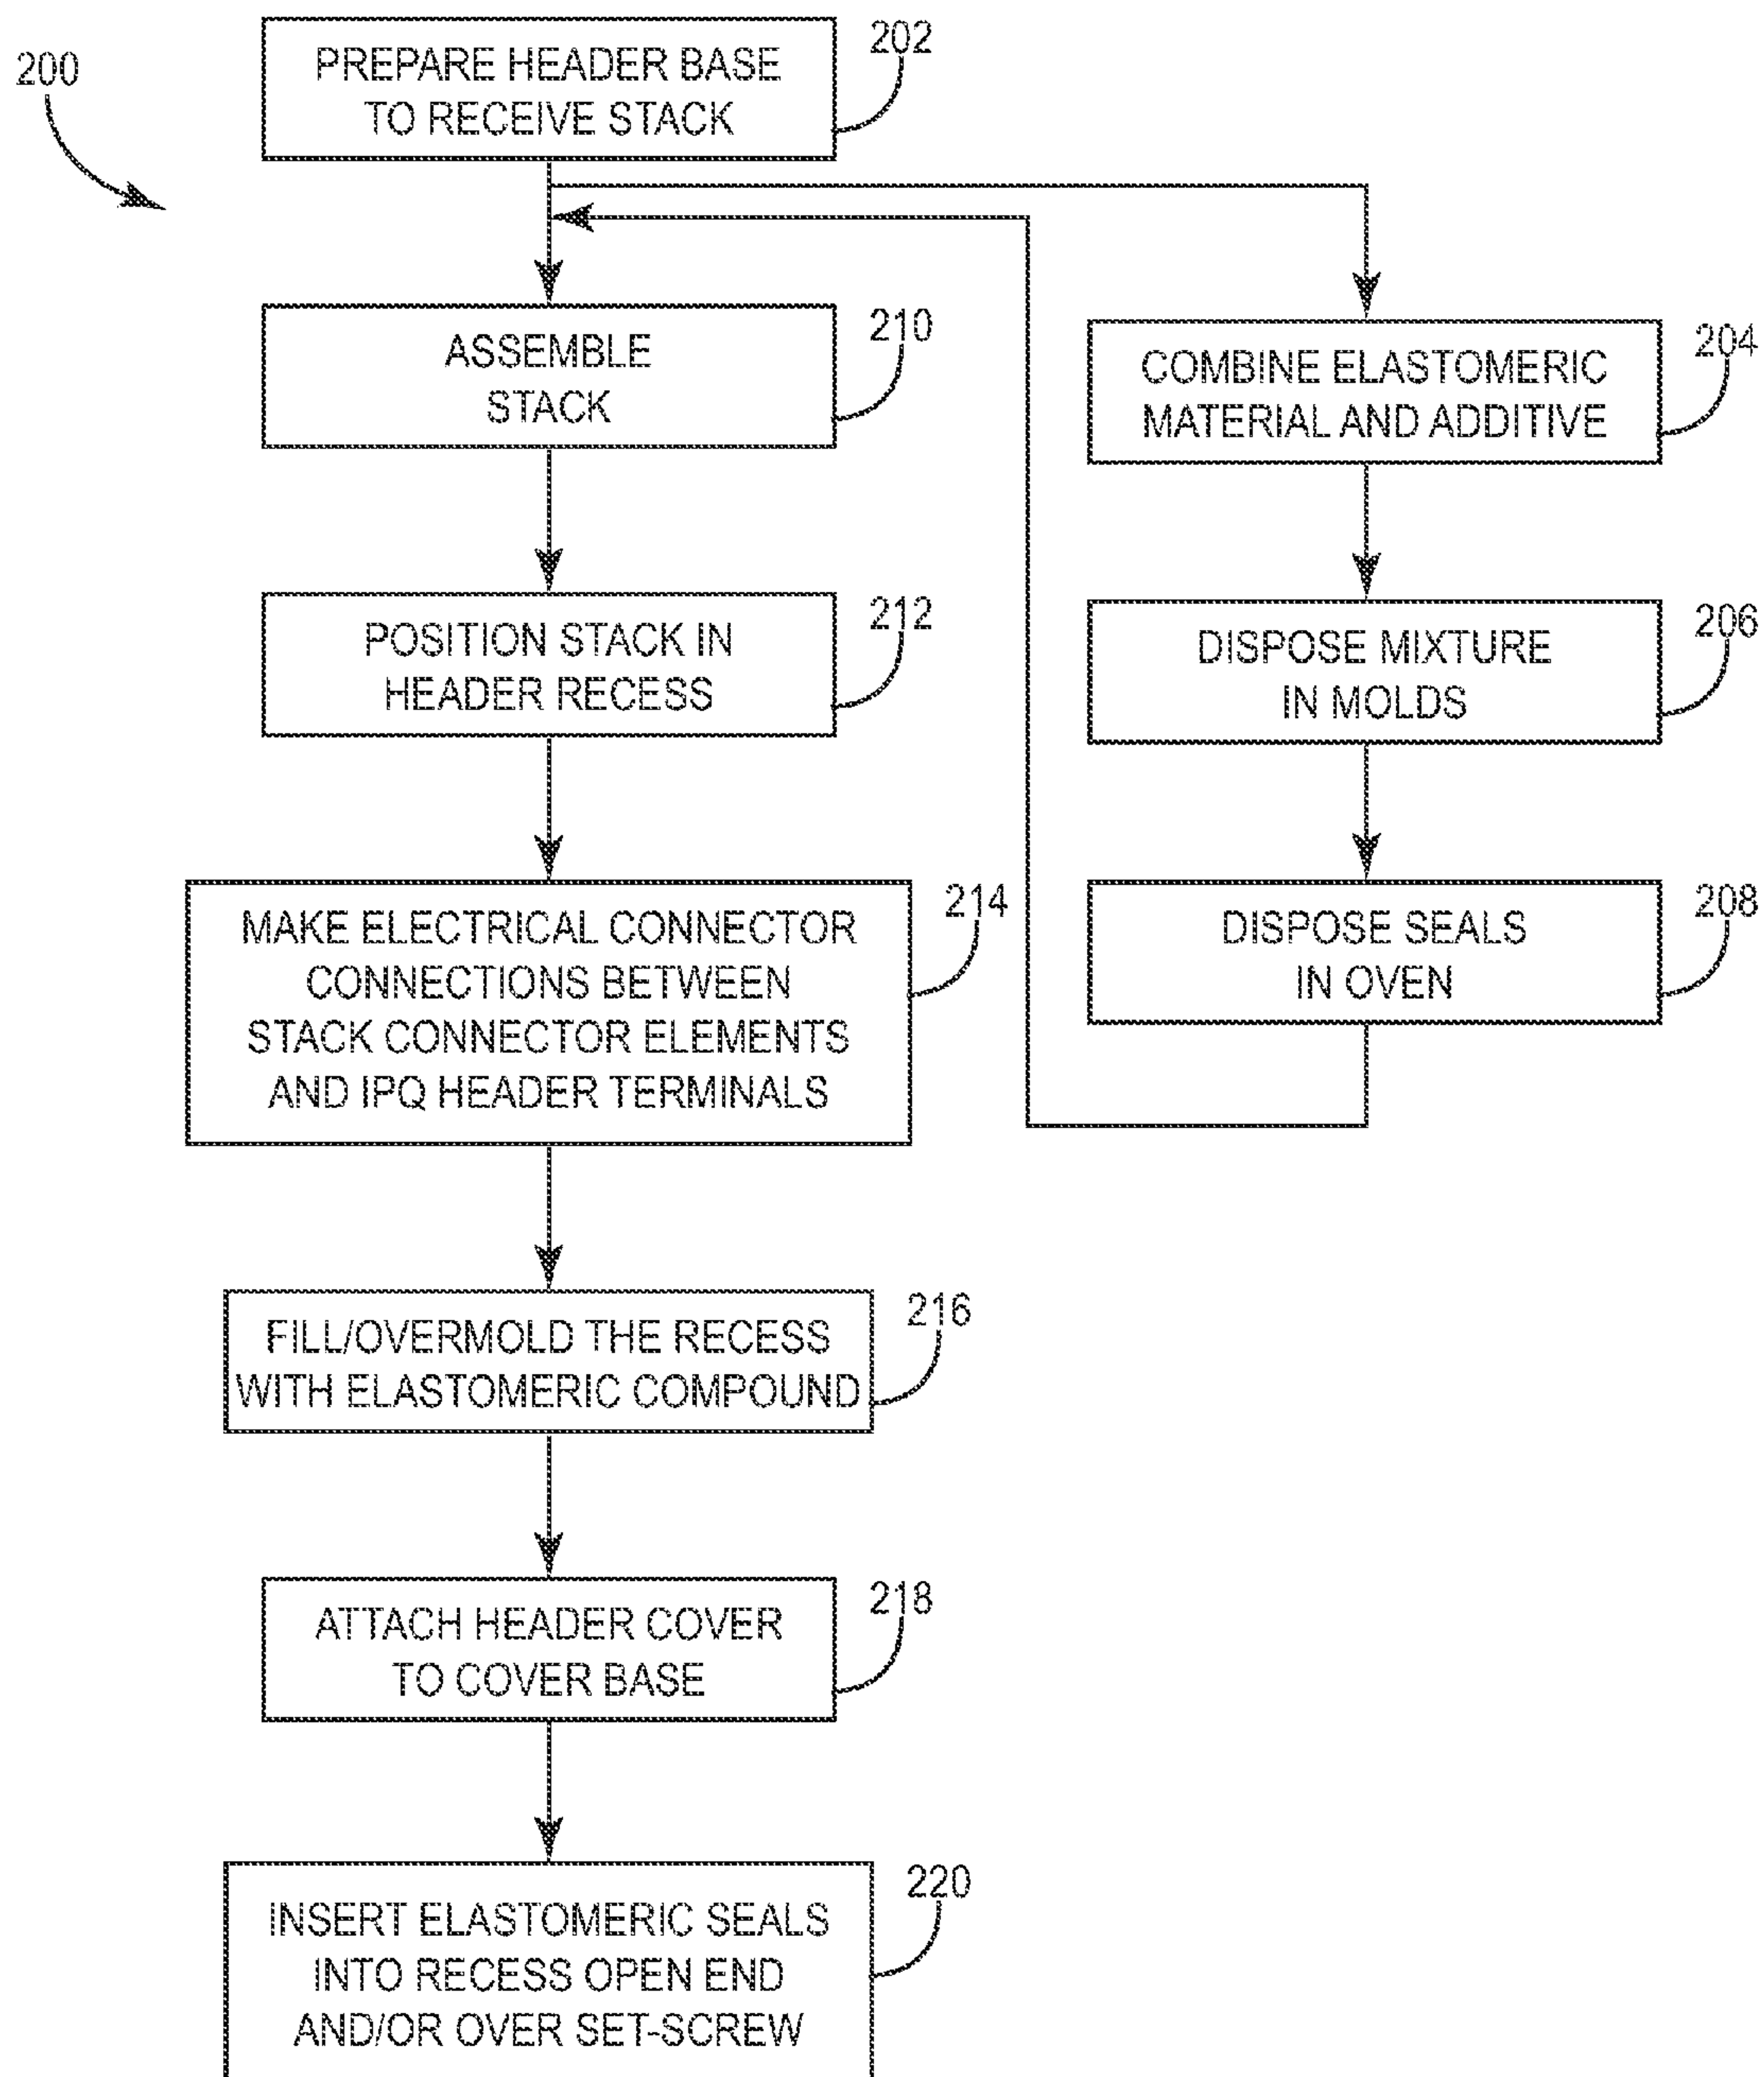 200
PREPARE HEADER BASE
TO RECEIVE STACK
202
ASSEMBLE
STACK
210
COMBINE ELASTOMERIC
MATERIAL AND ADDITIVE
204
POSITION STACK IN
HEADER RECESS
212
DISPOSE MIXTURE
IN MOLDS
206
MAKE ELECTRICAL CONNECTOR
CONNECTIONS BETWEEN
STACK CONNECTOR ELEMENTS
AND IPQ HEADER TERMINALS
214
DISPOSE SEALS
IN OVEN
208
FILL/OVERMOLD THE RECESS
WITH ELASTOMERIC COMPOUND
216
ATTACH HEADER COVER
TO COVER BASE
218
INSERT ELASTOMERIC SEALS
INTO RECESS OPEN END
AND/OR OVER SET-SCREW
220